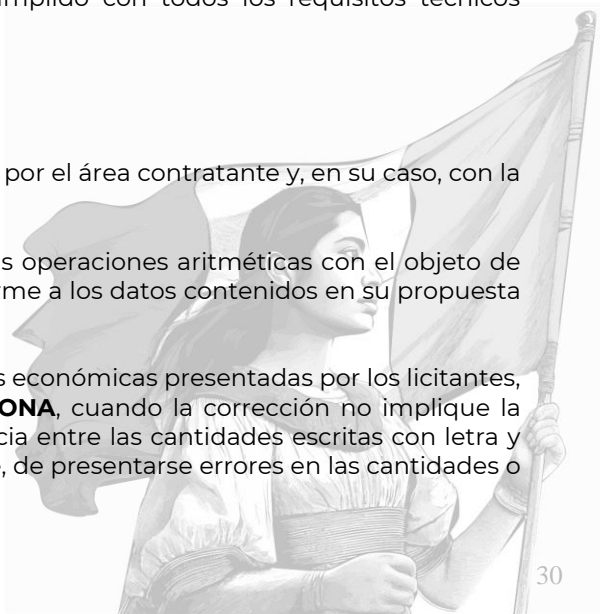 mplido con todos los requisitos técnicos
por el área contratante y, en su caso, con la
s operaciones aritméticas con el objeto de
rme a los datos contenidos en su propuesta
s económicas presentadas por los licitantes,
ONA, cuando la corrección no implique la
cia entre las cantidades escritas con letra y
, de presentarse errores en las cantidades o
30